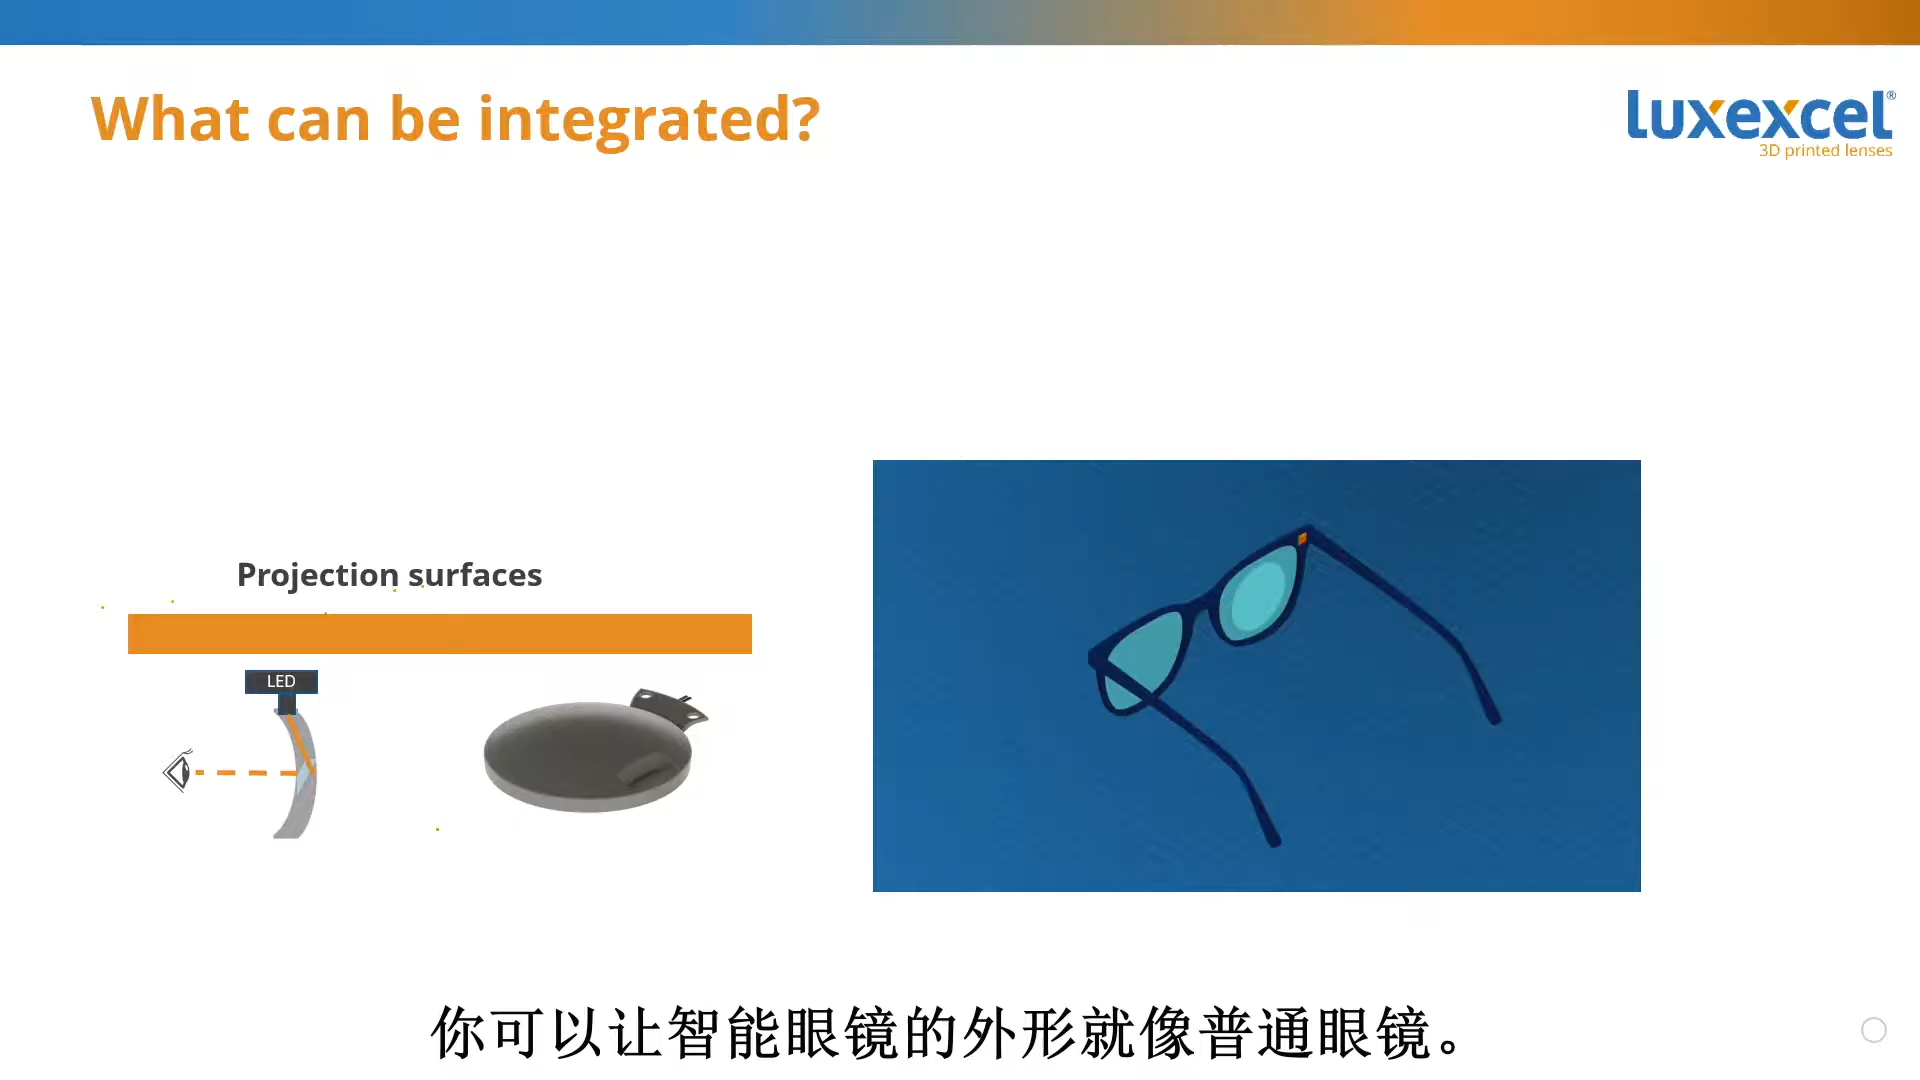 What can be integrated?
luxexcel®
3D printed lenses
Projection surfaces
LED
你可以让智能眼镜的外形就像普通眼镜。